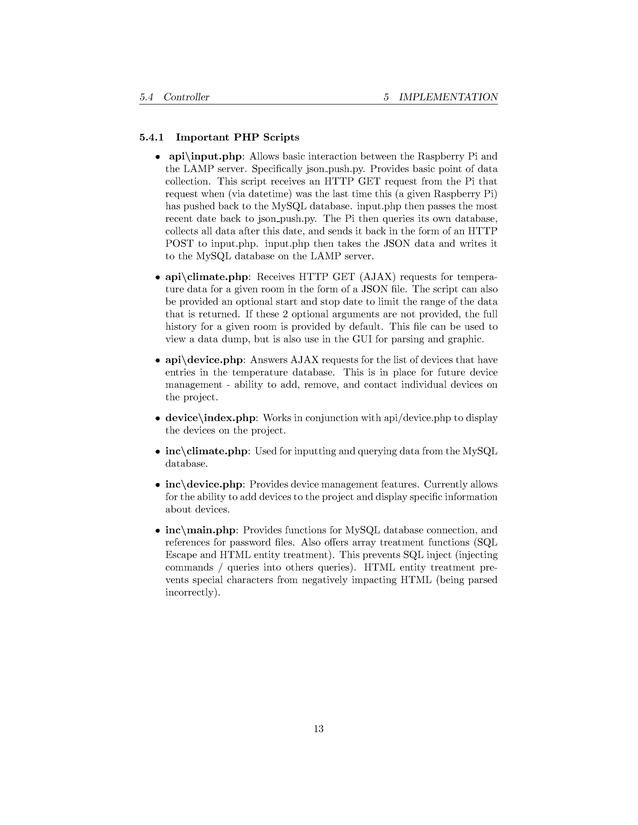 5.4 Controller 5 IMPLEMENTATION
5.4.1 Important PHP Scripts
• api\input.php: Allows basic interaction between the Raspberry Pi and
the LAMP server. Specifically json_push.py. Provides basic point of data
collection. This script receives an HTTP GET request from the Pi that
request when (via datetime) was the last time this (a given Raspberry Pi)
has pushed back to the MySQL database. input.php then passes the most
recent date back to json_push.py. The Pi then queries its own database,
collects all data after this date, and sends it back in the form of an HTTP
POST to input.php. input.php then takes the JSON data and writes it
to the MySQL database on the LAMP server.
• api\climate.php: Receives HTTP GET (AJAX) requests for tempera-
ture data for a given room in the form of a JSON file. The script can also
be provided an optional start and stop date to limit the range of the data
that is returned. If these 2 optional arguments are not provided, the full
history for a given room is provided by default. This file can be used to
view a data dump, but is also use in the GUI for parsing and graphic.
• api\device.php: Answers AJAX requests for the list of devices that have
entries in the temperature database. This is in place for future device
management - ability to add, remove, and contact individual devices on
the project.
• device\index.php: Works in conjunction with api/device.php to display
the devices on the project.
• inc\climate.php: Used for inputting and querying data from the MySQL
database.
• inc\device.php: Provides device management features. Currently allows
for the ability to add devices to the project and display specific information
about devices.
• inc\main.php: Provides functions for MySQL database connection, and
references for password files. Also offers array treatment functions (SQL
Escape and HTML entity treatment). This prevents SQL inject (injecting
commands / queries into others queries). HTML entity treatment pre-
vents special characters from negatively impacting HTML (being parsed
incorrectly).
13